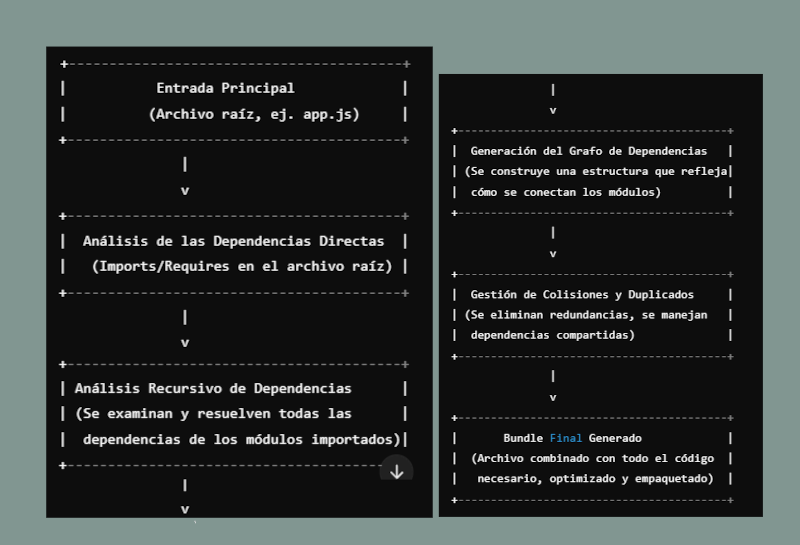 Entrada Principal
(Archivo raíz, ej. app.js)
v
Análisis de las Dependencias Directas
(Imports/Requires en el archivo raíz)
v
Análisis Recursivo de Dependencias
(Se examinan y resuelven todas las
dependencias de los módulos importados)
v
v
Generación del Grafo de Dependencias
(Se construye una estructura que refleja
cómo se conectan los módulos)
v
Gestión de Colisiones y Duplicados
(Se eliminan redundancias, se manejan
dependencias compartidas)
v
Bundle Final Generado
(Archivo combinado con todo el código
necesario, optimizado y empaquetado)